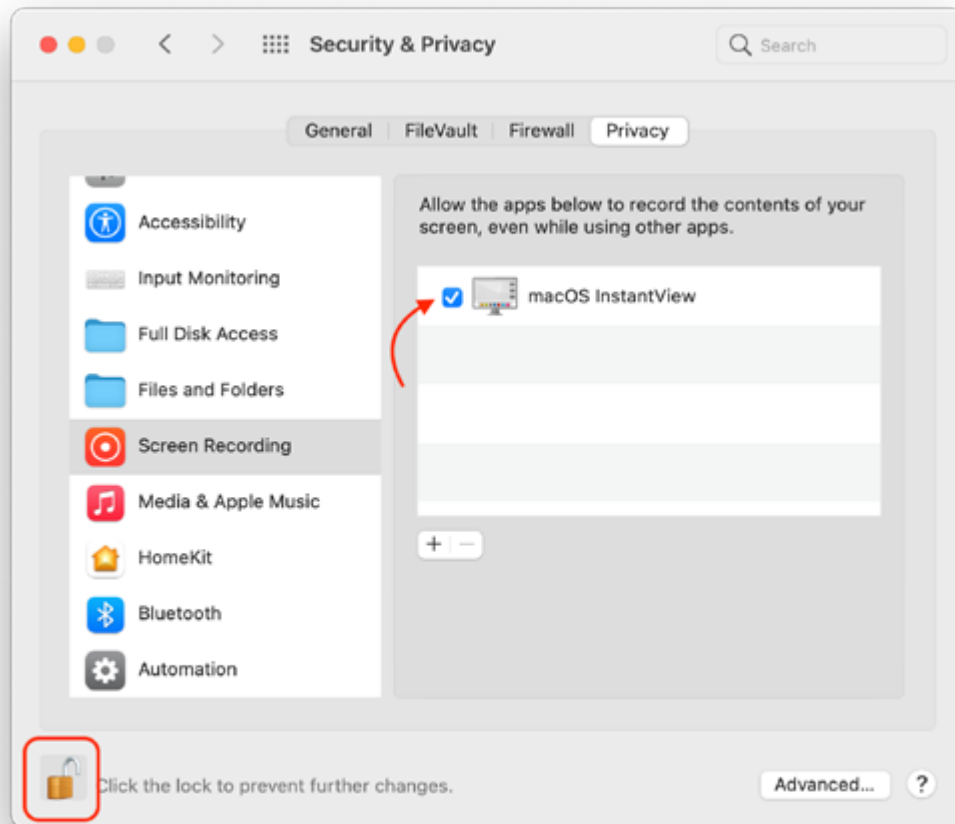 Security & Privacy
Search
General
FileVault
Firewall
Privacy
Accessibility
Input Monitoring
Full Disk Access
Files and Folders
Screen Recording
Media & Apple Music
HomeKit
Bluetooth
Automation
Allow the apps below to record the contents of your
screen, even while using other apps.
macOS InstantView
+
−
Click the lock to prevent further changes.
Advanced...
?